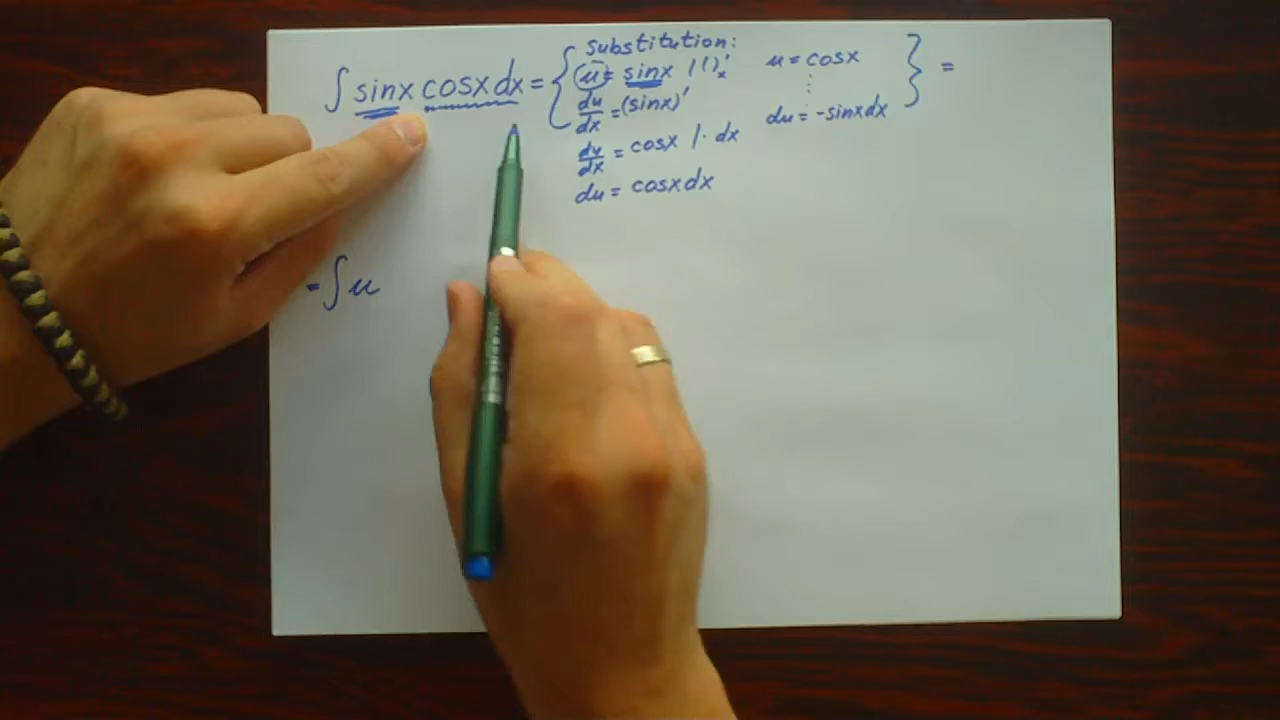 ∫ sinx cosx dx = { Substitution: u = cosx } =
u = sinx |()'ₓ ⋮
du/dx = (sinx)' du = -sinxdx
du/dx = cosx |· dx
du = cosxdx
= ∫ u